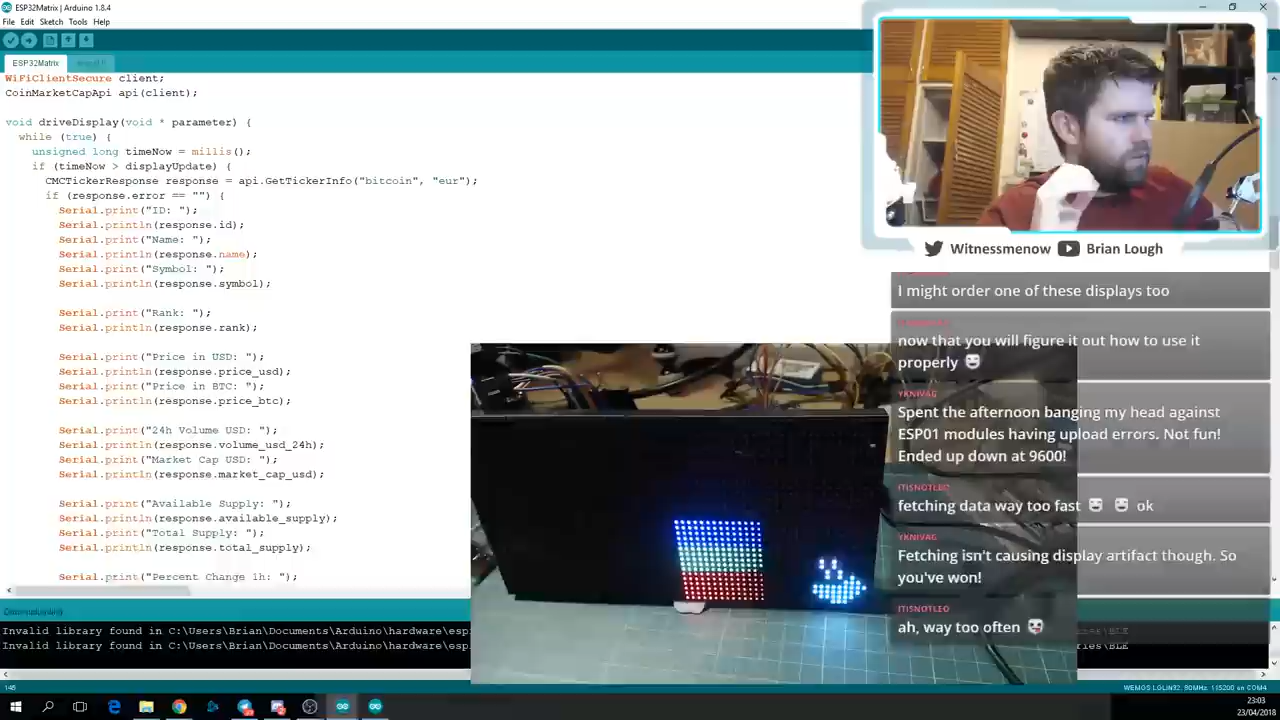 ESP32Matrix | Arduino 1.8.4
File Edit Sketch Tools Help
ESP32Matrix
WiFiClientSecure client;
CoinMarketCapApi api(client);
void driveDisplay(void * parameter) {
while (true) {
unsigned long timeNow = millis();
if (timeNow > displayUpdate) {
CMCTickerResponse response = api.GetTickerInfo("bitcoin", "eur");
if (response.error == "") {
Serial.print("ID: ");
Serial.println(response.id);
Serial.print("Name: ");
Serial.println(response.name);
Serial.print("Symbol: ");
Serial.println(response.symbol);
Serial.print("Rank: ");
Serial.println(response.rank);
Serial.print("Price in USD: ");
Serial.println(response.price_usd);
Serial.print("Price in BTC: ");
Serial.println(response.price_btc);
Serial.print("24h Volume USD: ");
Serial.println(response.volume_usd_24h);
Serial.print("Market Cap USD: ");
Serial.println(response.market_cap_usd);
Serial.print("Available Supply: ");
Serial.println(response.available_supply);
Serial.print("Total Supply: ");
Serial.println(response.total_supply);
Serial.print("Percent Change 1h: ");
Invalid library found in C:\Users\Brian\Documents\Arduino\hardware\esp
Invalid library found in C:\Users\Brian\Documents\Arduino\hardware\esp
ries\BLE
Witnessmenow Brian Lough
I might order one of these displays too
now that you will figure it out how to use it
properly
YKNIVAG
Spent the afternoon banging my head against
ESP01 modules having upload errors. Not fun!
Ended up down at 9600!
ITISNOTLEO
fetching data way too fast ok
YKNIVAG
Fetching isn't causing display artifact though. So
you've won!
ITISNOTLEO
ah, way too often
23:03
23/04/2018